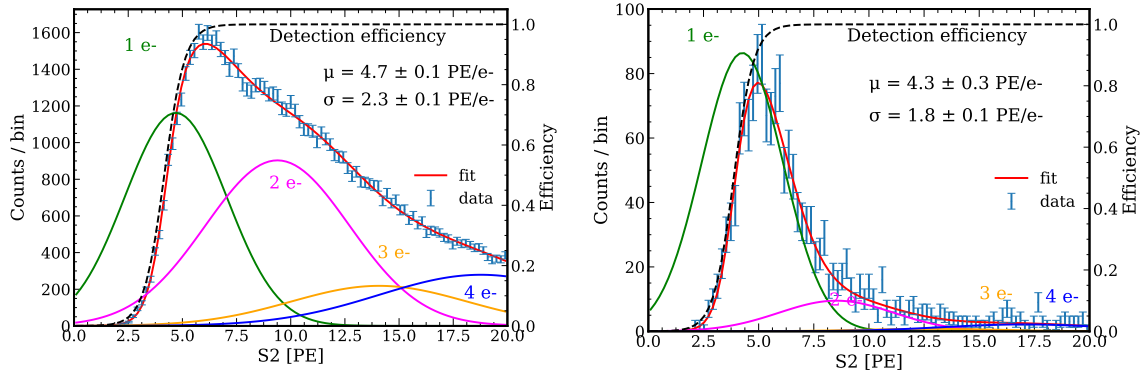 1600
1400
1200
1000
800
600
400
200
0
Counts / bin
0.0 2.5 5.0 7.5 10.0 12.5 15.0 17.5 20.0
S2 [PE]
1.0
0.8
0.6
0.4
0.2
0.0
Efficiency
1 e-
Detection efficiency
μ = 4.7 ± 0.1 PE/e-
σ = 2.3 ± 0.1 PE/e-
2 e-
fit
data
3 e-
4 e-
100
80
60
40
20
0
Counts / bin
0.0 2.5 5.0 7.5 10.0 12.5 15.0 17.5 20.0
S2 [PE]
1.0
0.8
0.6
0.4
0.2
0.0
Efficiency
1 e-
Detection efficiency
μ = 4.3 ± 0.3 PE/e-
σ = 1.8 ± 0.1 PE/e-
fit
data
2 e-
3 e-
4 e-